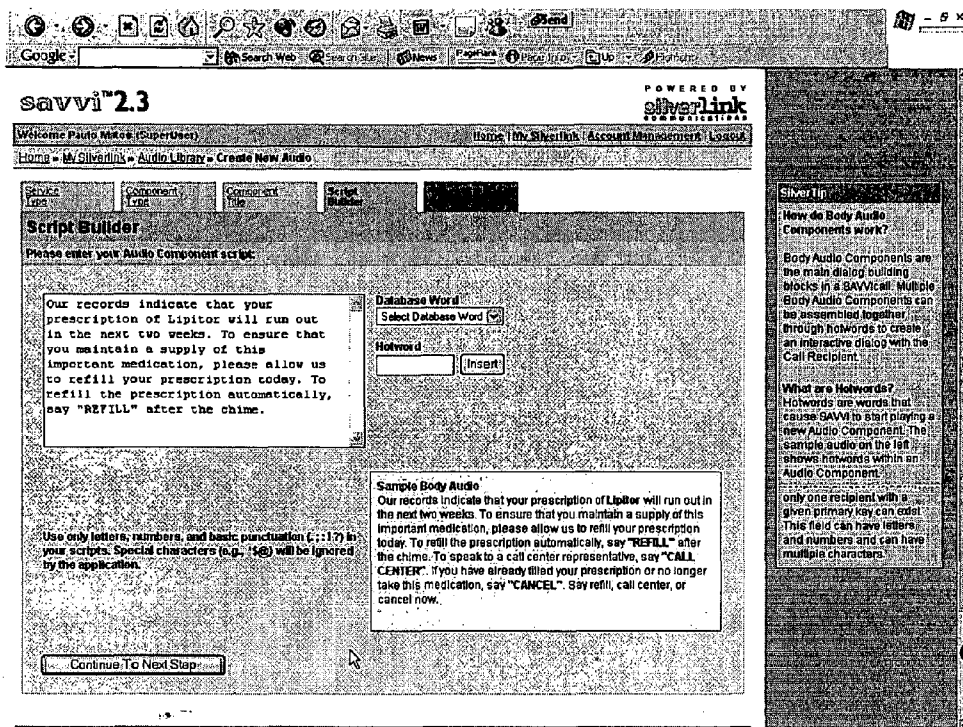 Send
Google
Search Web
News
PageRank
Page Info
Up
savvi™2.3
POWERED BY
silverlink
COMMUNICATIONS
(SuperUser)
Home | My Silverlink | Account Management | Logout
Home » My Silverlink » Audio Library » Create New Audio
Service Type
Component Type
Component Title
Script Builder
Script Builder
Please enter your Audio Component script:
Our records indicate that your
prescription of Lipitor will run out
in the next two weeks. To ensure that
you maintain a supply of this
important medication, please allow us
to refill your prescription today. To
refill the prescription automatically,
say "REFILL" after the chime.
Database Word
Select Database Word
Hotword
Insert
Use only letters, numbers, and basic punctuation (.,:;!?) in
your scripts. Special characters (e.g., '$@) will be ignored
by the application.
Sample Body Audio
Our records indicate that your prescription of Lipitor will run out in
the next two weeks. To ensure that you maintain a supply of this
important medication, please allow us to refill your prescription
today. To refill the prescription automatically, say "REFILL" after
the chime. To speak to a call center representative, say "CALL
CENTER". If you have already filled your prescription or no longer
take this medication, say "CANCEL". Say refill, call center, or
cancel now.
Continue To Next Step
Silver Tip
How do Body Audio
Components work?
Body Audio Components are
the main dialog building
blocks in a SAVVIcall. Multiple
Body Audio Components can
be assembled together
through hotwords to create
an interactive dialog with the
Call Recipient.
What are Hotwords?
Hotwords are words that
cause SAVVI to start playing a
new Audio Component. The
sample audio on the left
shows hotwords within an
Audio Component.
only one recipient with a
given primary key can exist
This field can have letters
and numbers and can have
multiple characters.